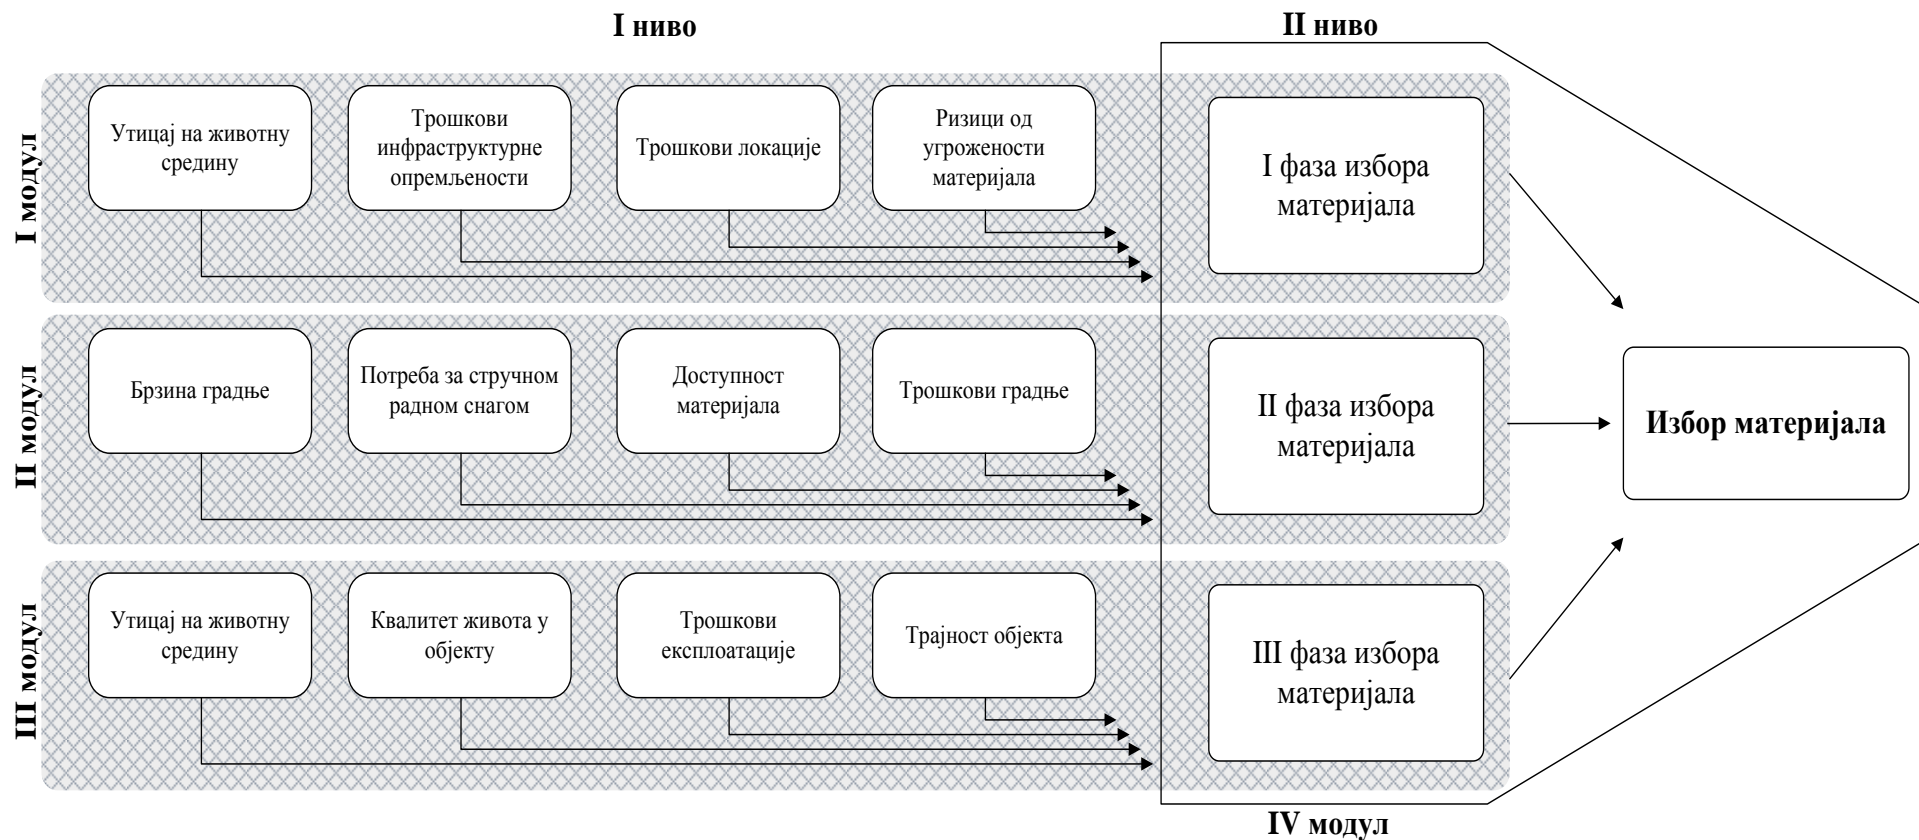 I ниво
II ниво
I модул
Утицај на животну
средину
Трошкови
инфраструктурне
опремљености
Трошкови локације
Ризици од
угрожености
материјала
I фаза избора
материјала
II модул
Брзина градње
Потреба за стручном
радном снагом
Доступност
материјала
Трошкови градње
II фаза избора
материјала
Избор материјала
III модул
Утицај на животну
средину
Квалитет живота у
објекту
Трошкови
експлоатације
Трајност објекта
III фаза избора
материјала
IV модул